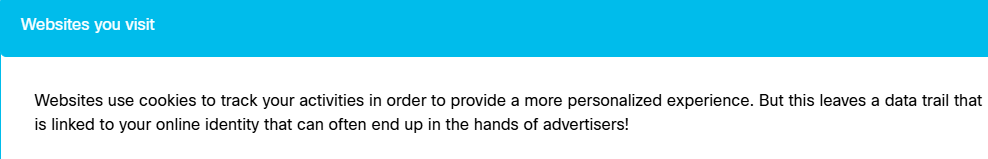 Websites you visit
Websites use cookies to track your activities in order to provide a more personalized experience. But this leaves a data trail that
is linked to your online identity that can often end up in the hands of advertisers!